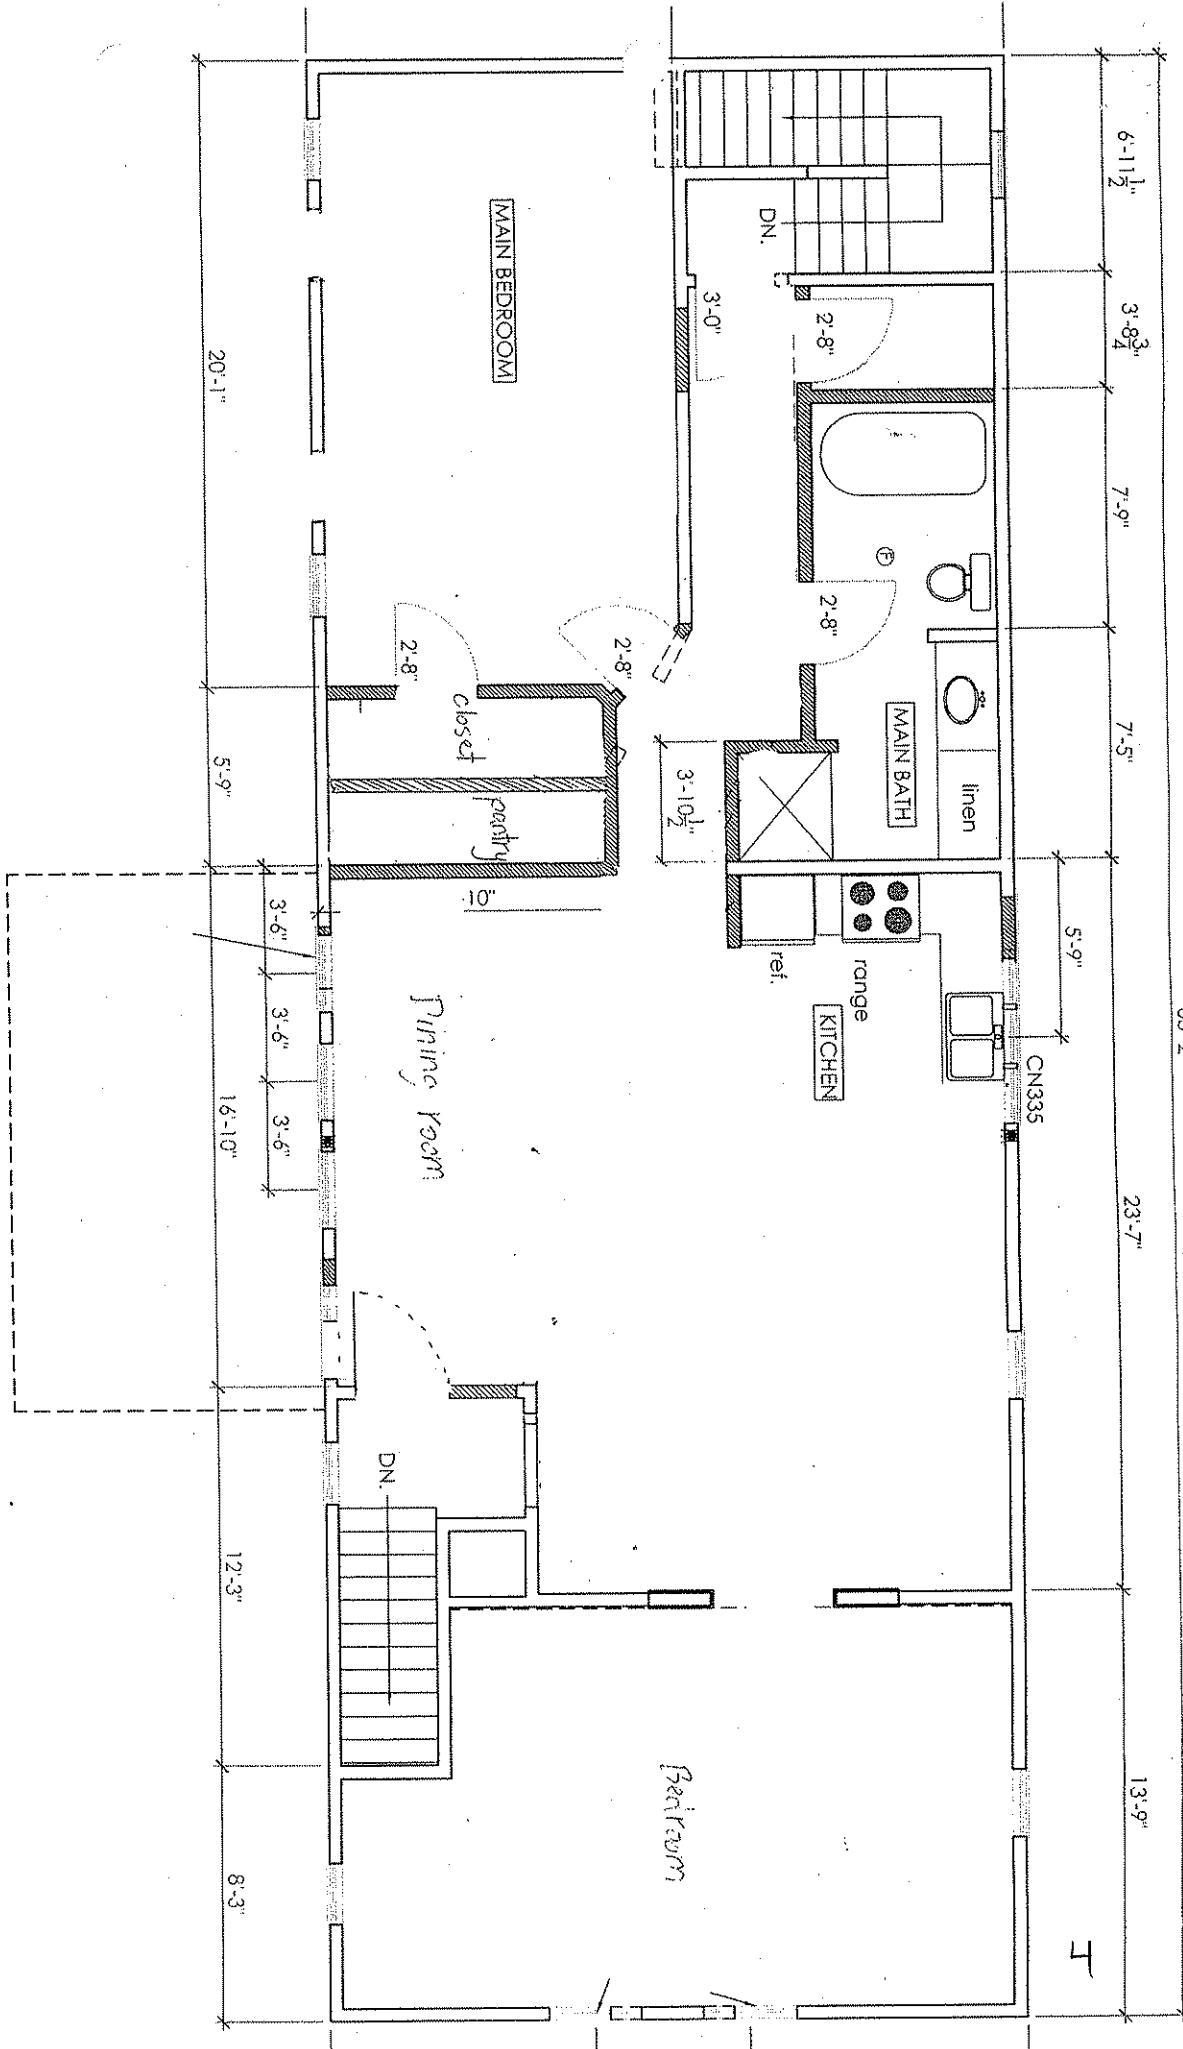 6'-11 1/2"
3'-8 3/4"
7'-9"
7'-5"
5'-9"
23'-7"
13'-9"
4
DN.
3'-0"
2'-8"
2'-8"
F
MAIN BATH
linen
MAIN BEDROOM
2'-8"
2'-8"
closet
pantry
3'-10 1/2"
10"
ref.
range
KITCHEN
CN335
Dining room
DN.
Bedroom
20'-1"
5'-9"
3'-6"
3'-6"
3'-6"
16'-10"
12'-3"
8'-3"